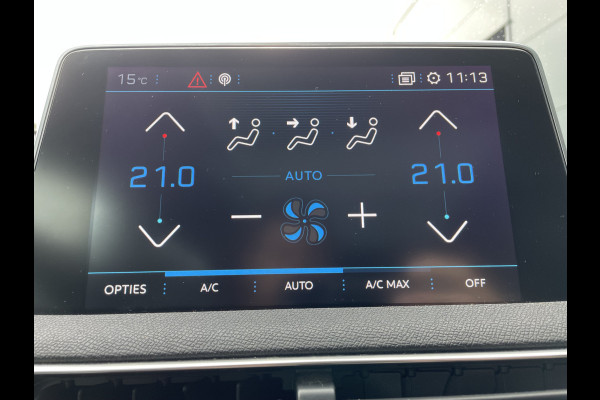 15°C 11:13
21.0 AUTO 21.0
OPTIES A/C AUTO A/C MAX OFF